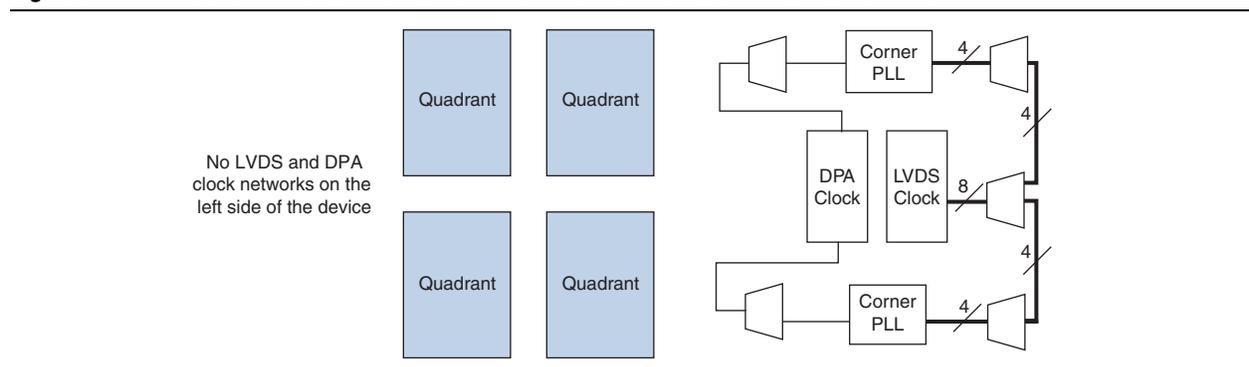 Quadrant
Quadrant
Corner
PLL
4
4
No LVDS and DPA
clock networks on the
left side of the device
DPA
Clock
LVDS
Clock
8
4
Quadrant
Quadrant
Corner
PLL
4